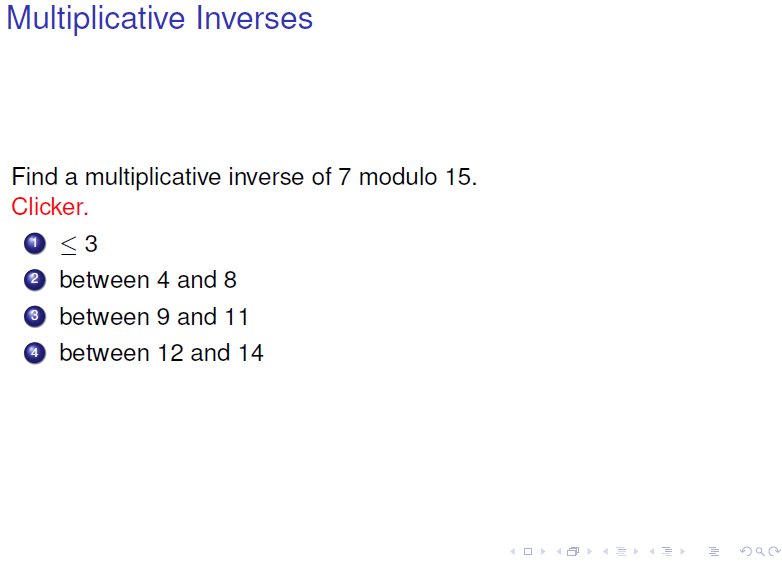 Multiplicative Inverses
Find a multiplicative inverse of 7 modulo 15.
Clicker.
1 ≤ 3
2 between 4 and 8
3 between 9 and 11
4 between 12 and 14